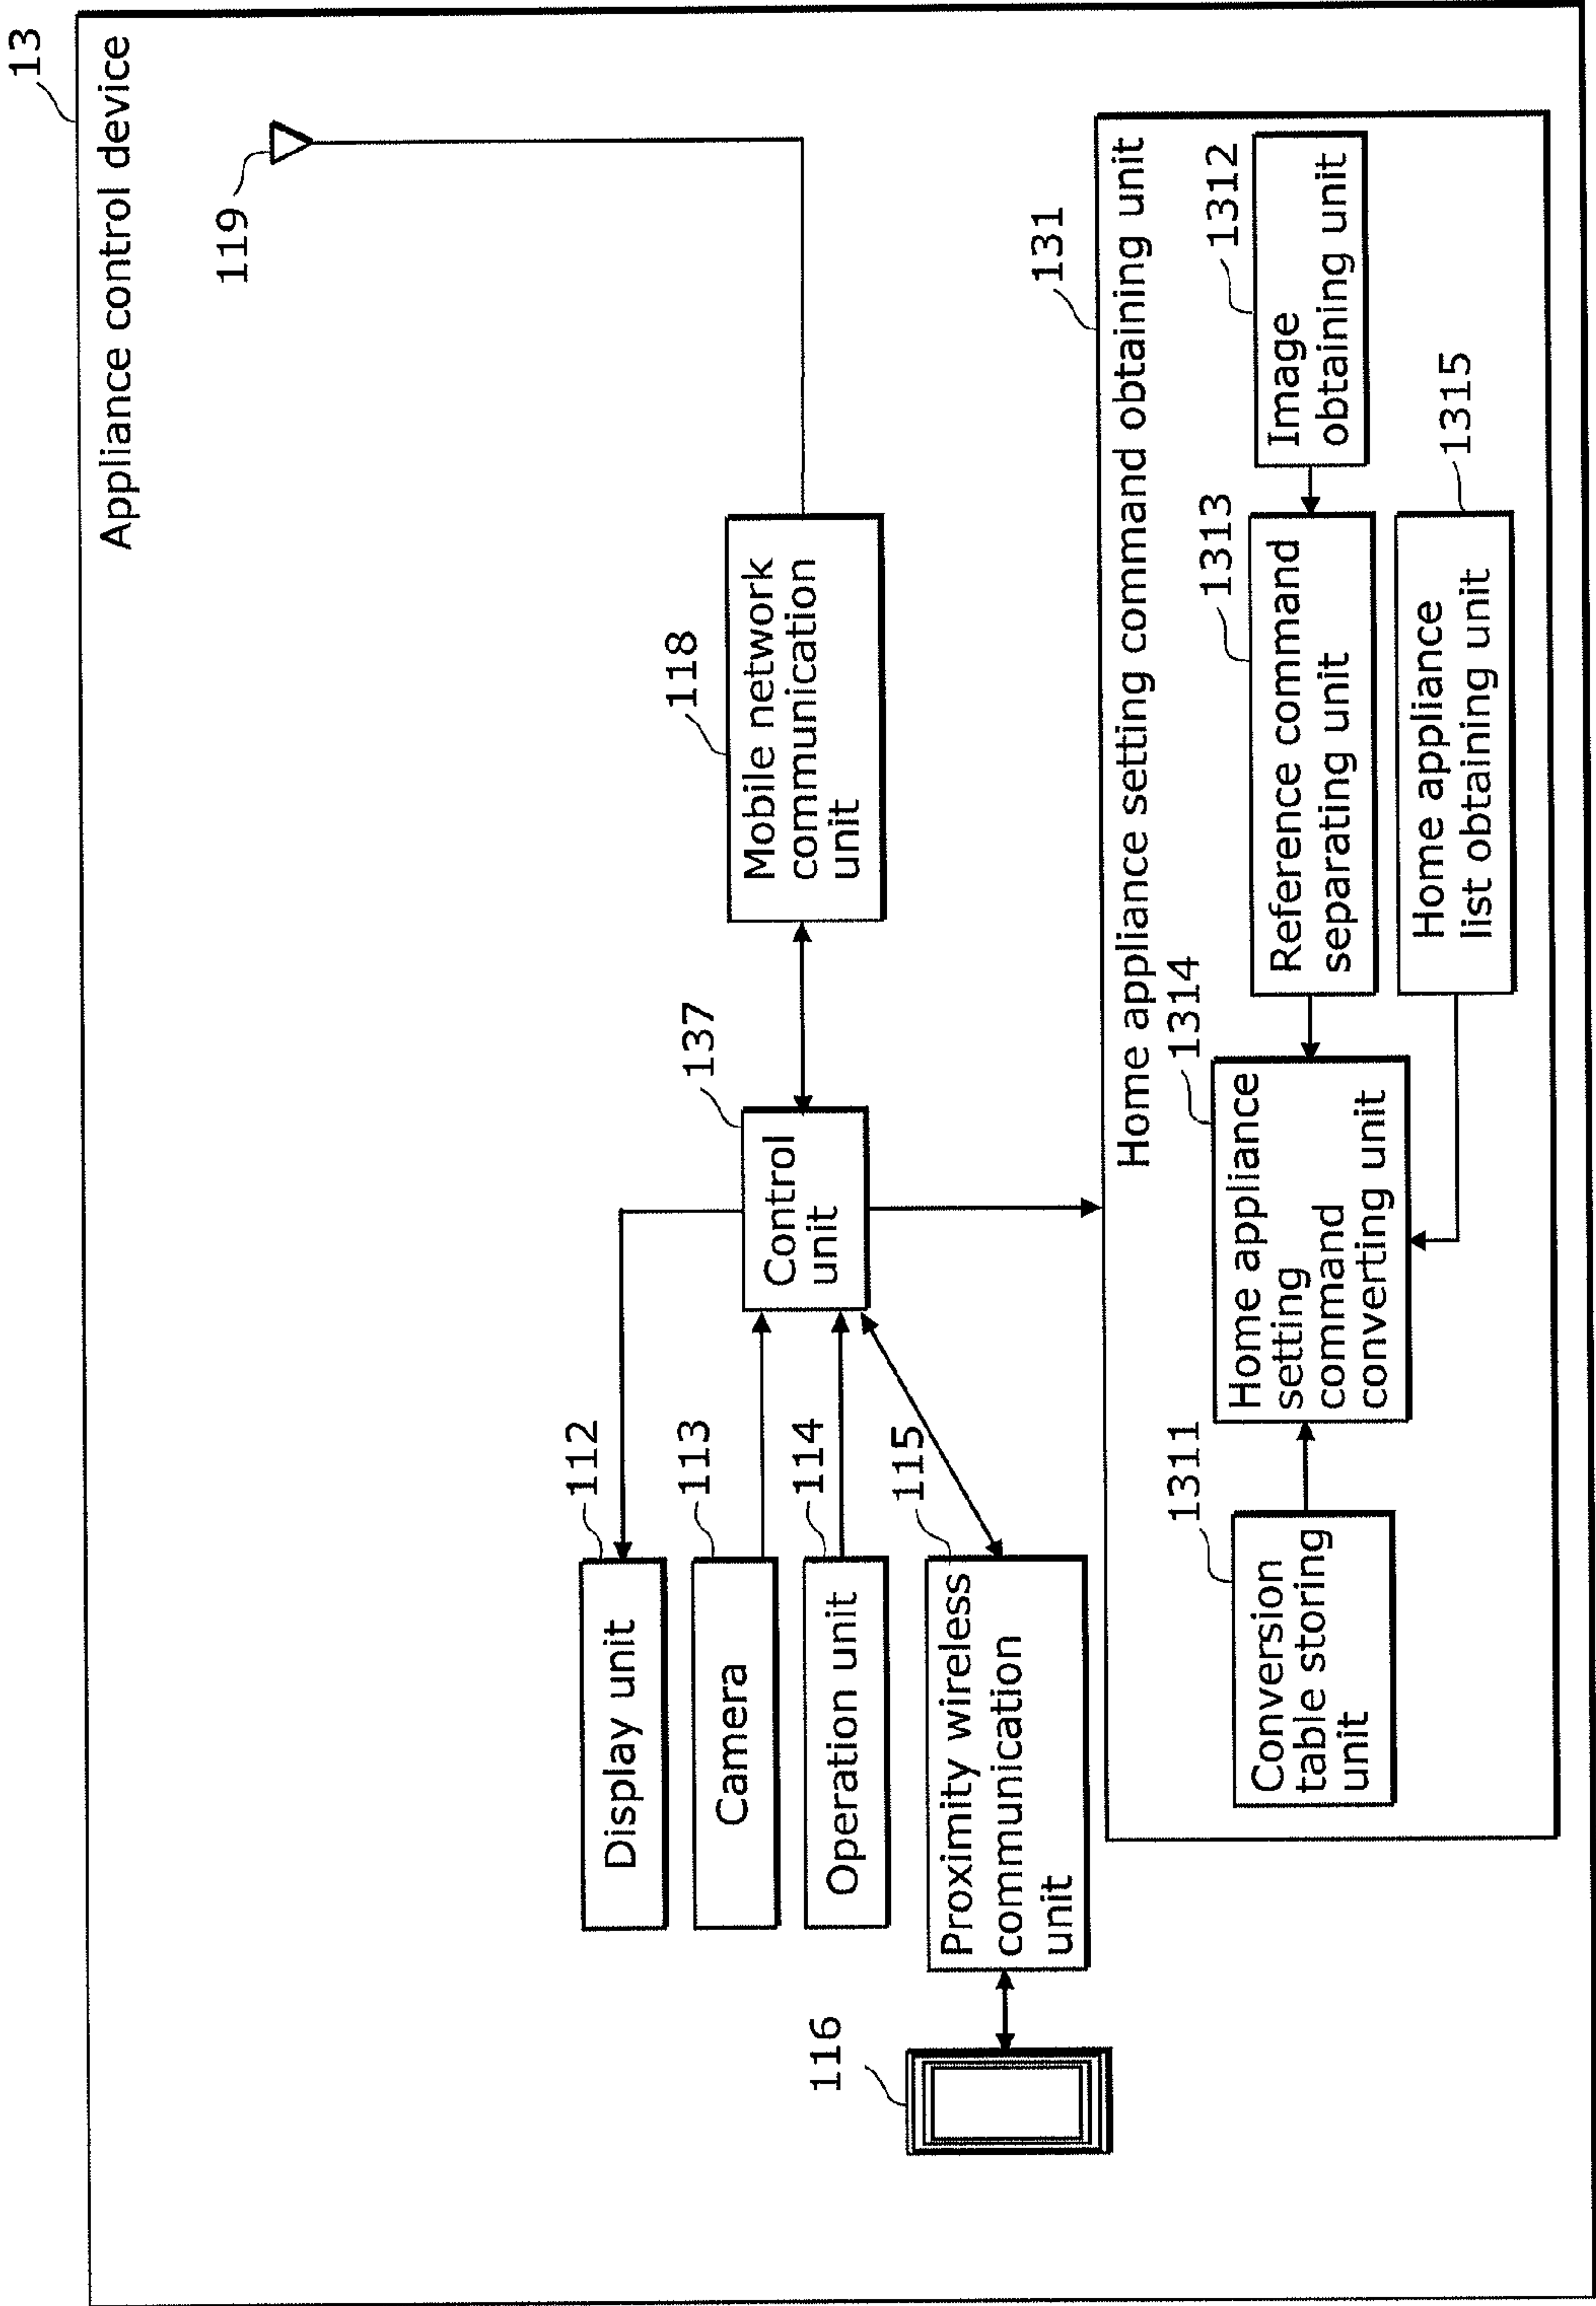 13
Appliance control device
119
112
Display unit
113
Camera
114
Operation unit
115
Proximity wireless
communication
unit
116
137
Control
unit
118
Mobile network
communication
unit
131
Home appliance setting command obtaining unit
1311
Conversion
table storing
unit
1314
Home appliance
setting
command
converting unit
1313
Reference command
separating unit
1312
Image
obtaining unit
1315
Home appliance
list obtaining unit